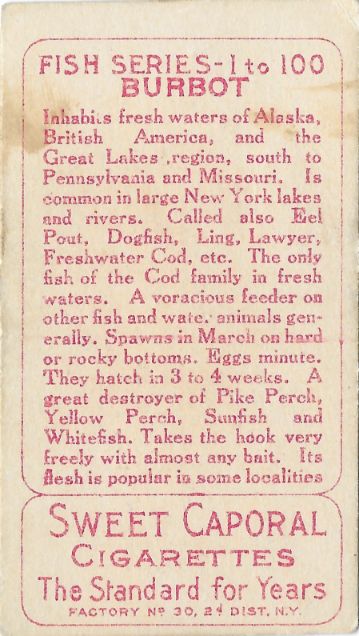 FISH SERIES-1 to 100
BURBOT
Inhabits fresh waters of Alaska,
British America, and the
Great Lakes region, south to
Pennsylvania and Missouri. Is
common in large New York lakes
and rivers. Called also Eel
Pout, Dogfish, Ling, Lawyer,
Freshwater Cod, etc. The only
fish of the Cod family in fresh
waters. A voracious feeder on
other fish and water animals gen-
erally. Spawns in March on hard
or rocky bottoms. Eggs minute.
They hatch in 3 to 4 weeks. A
great destroyer of Pike Perch,
Yellow Perch, Sunfish and
Whitefish. Takes the hook very
freely with almost any bait. Its
flesh is popular in some localities
SWEET CAPORAL
CIGARETTES
The Standard for Years
FACTORY Nº 30, 2d DIST. N.Y.